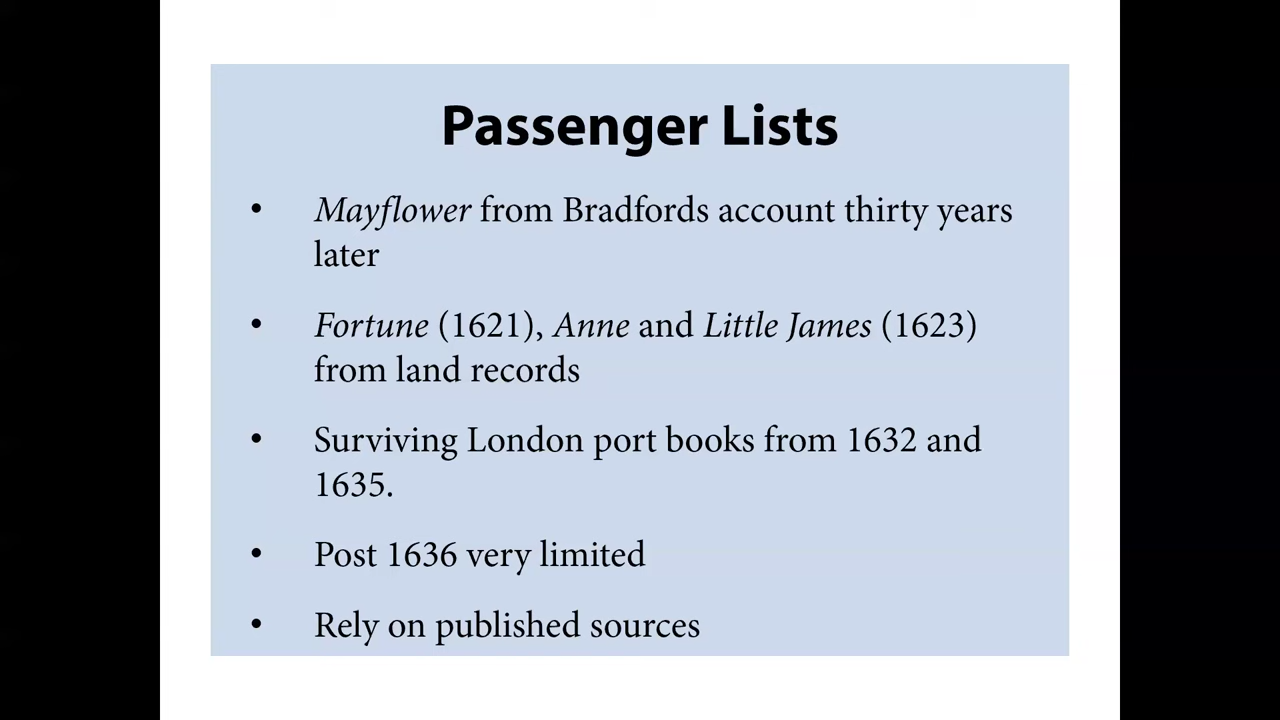 Passenger Lists
• Mayflower from Bradfords account thirty years
later
• Fortune (1621), Anne and Little James (1623)
from land records
• Surviving London port books from 1632 and
1635.
• Post 1636 very limited
• Rely on published sources